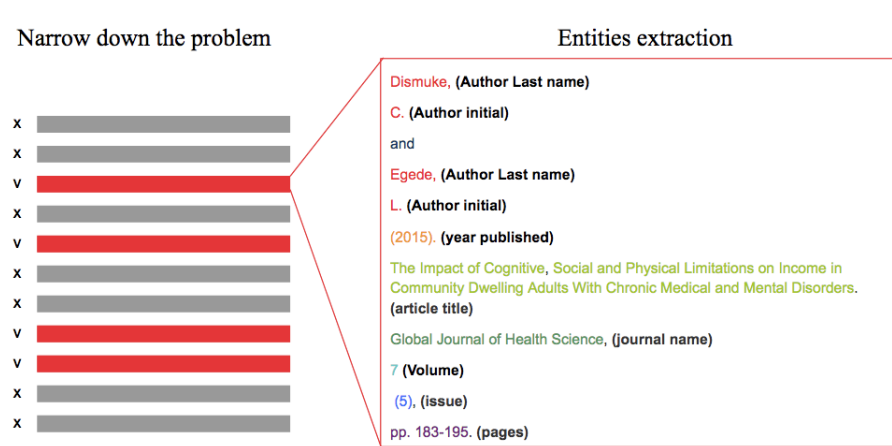 Narrow down the problem
Entities extraction
X
X
V
X
V
X
X
V
V
X
X
Dismuke, (Author Last name)
C. (Author initial)
and
Egede, (Author Last name)
L. (Author initial)
(2015). (year published)
The Impact of Cognitive, Social and Physical Limitations on Income in
Community Dwelling Adults With Chronic Medical and Mental Disorders.
(article title)
Global Journal of Health Science, (journal name)
7 (Volume)
(5), (issue)
pp. 183-195. (pages)